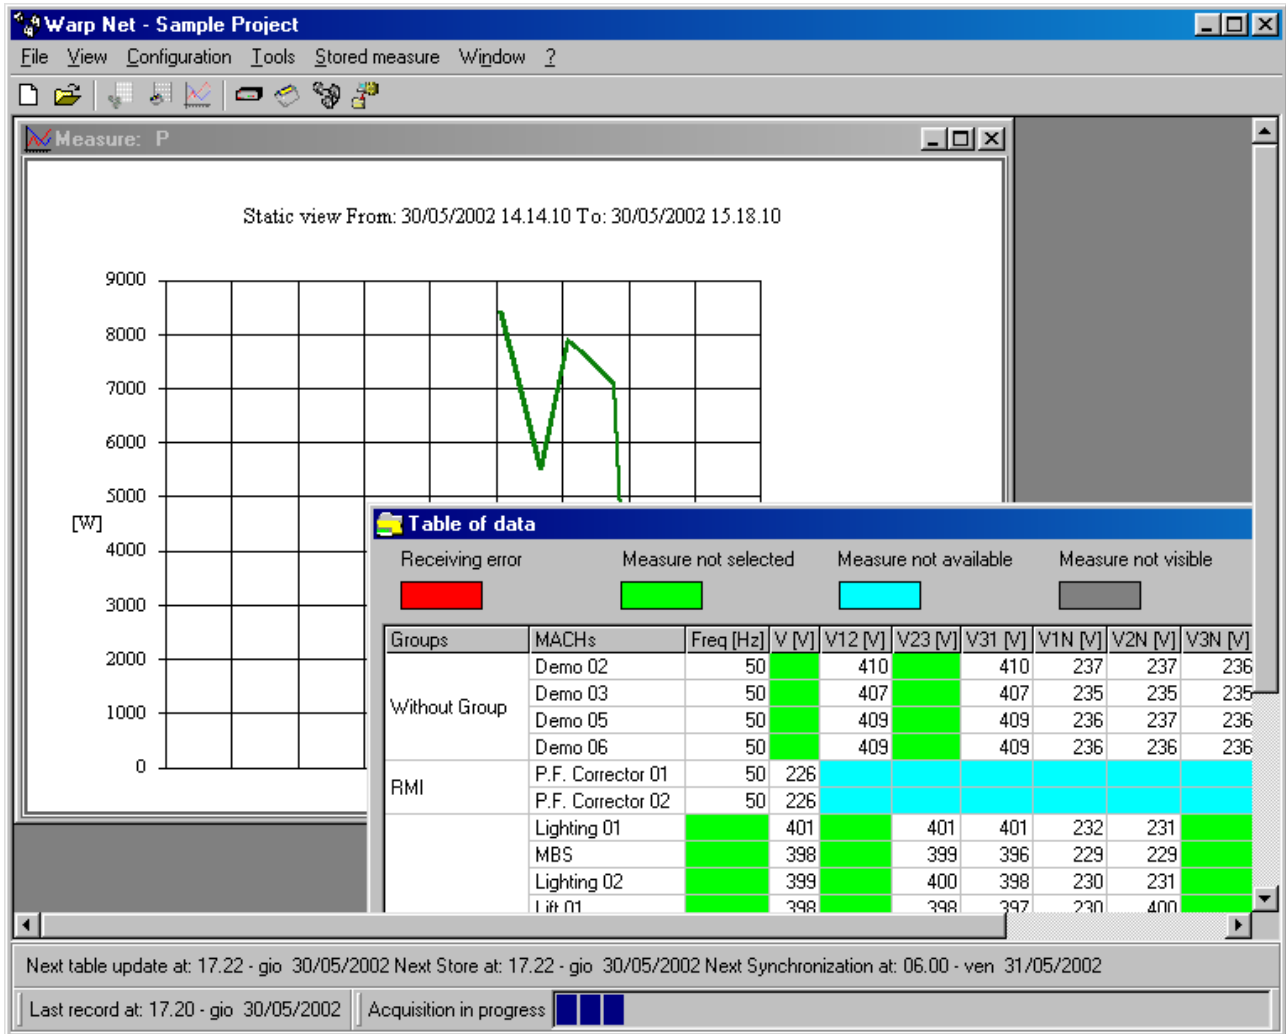 Warp Net - Sample Project
File View Configuration Tools Stored measure Window ?
Measure: P
Static view From: 30/05/2002 14.14.10 To: 30/05/2002 15.18.10
9000
8000
7000
6000
5000
[W]
4000
3000
2000
1000
0
Table of data
Receiving error Measure not selected Measure not available Measure not visible
Groups MACHs Freq [Hz] V [V] V12 [V] V23 [V] V31 [V] V1N [V] V2N [V] V3N [V]
Without Group
Demo 02 50 410 410 237 237 236
Demo 03 50 407 407 235 235 235
Demo 05 50 409 409 236 237 236
Demo 06 50 409 409 236 236 236
RMI
P.F. Corrector 01 50 226
P.F. Corrector 02 50 226
Lighting 01 401 401 401 232 231
MBS 398 399 396 229 229
Lighting 02 399 400 398 230 231
Lift 01 398 398 397 230 400
Next table update at: 17.22 - gio 30/05/2002 Next Store at: 17.22 - gio 30/05/2002 Next Synchronization at: 06.00 - ven 31/05/2002
Last record at: 17.20 - gio 30/05/2002 Acquisition in progress